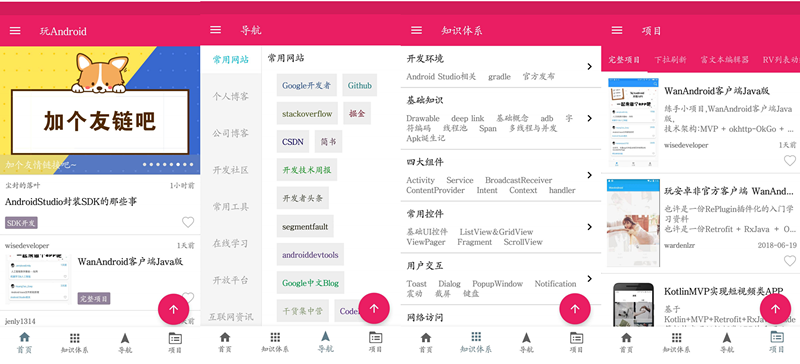 玩Android
加个友链吧
加个友情链接吧~
尘封的落叶
1小时前
AndroidStudio封装SDK的那些事
SDK开发
wisedeveloper
1天前
WanAndroid客户端Java版
完整项目
jenly1314
首页
知识体系
导航
项目
导航
常用网站
个人博客
公司博客
开发社区
常用工具
在线学习
开放平台
互联网资讯
常用网站
Google开发者
Github
stackoverflow
掘金
CSDN
简书
开发技术周报
开发者头条
segmentfault
androiddevtools
Google中文Blog
干货集中营
Code
首页
知识体系
导航
项目
知识体系
开发环境
Android Studio相关 gradle 官方发布
基础知识
Drawable deep link 基础概念 adb 字
符编码 线程池 Span 多线程与并发
Apk诞生记
四大组件
Activity Service BroadcastReceiver
ContentProvider Intent Context handler
常用控件
基础UI控件 ListView&GridView
ViewPager Fragment ScrollView
用户交互
Toast Dialog PopupWindow Notification
震动 截屏 键盘
网络访问
首页
知识体系
导航
项目
项目
完整项目 下拉刷新 富文本编辑器 RV列表动
WanAndroid客户端Java版
练手小项目,WanAndroid客户端Java
版,
技术架构:MVP + okhttp-OkGo + ...
wisedeveloper
1天前
玩安卓非官方客户端 WanAnd...
也许是一份RePlugin插件化的入门学
习资料
也许是一份Retrofit + RxJava + O...
wardenlzr
2018-06-19
KotlinMVP实现短视频类APP
基于
Kotlin+MVP+Retrofit+RxJava
首页
知识体系
导航
项目